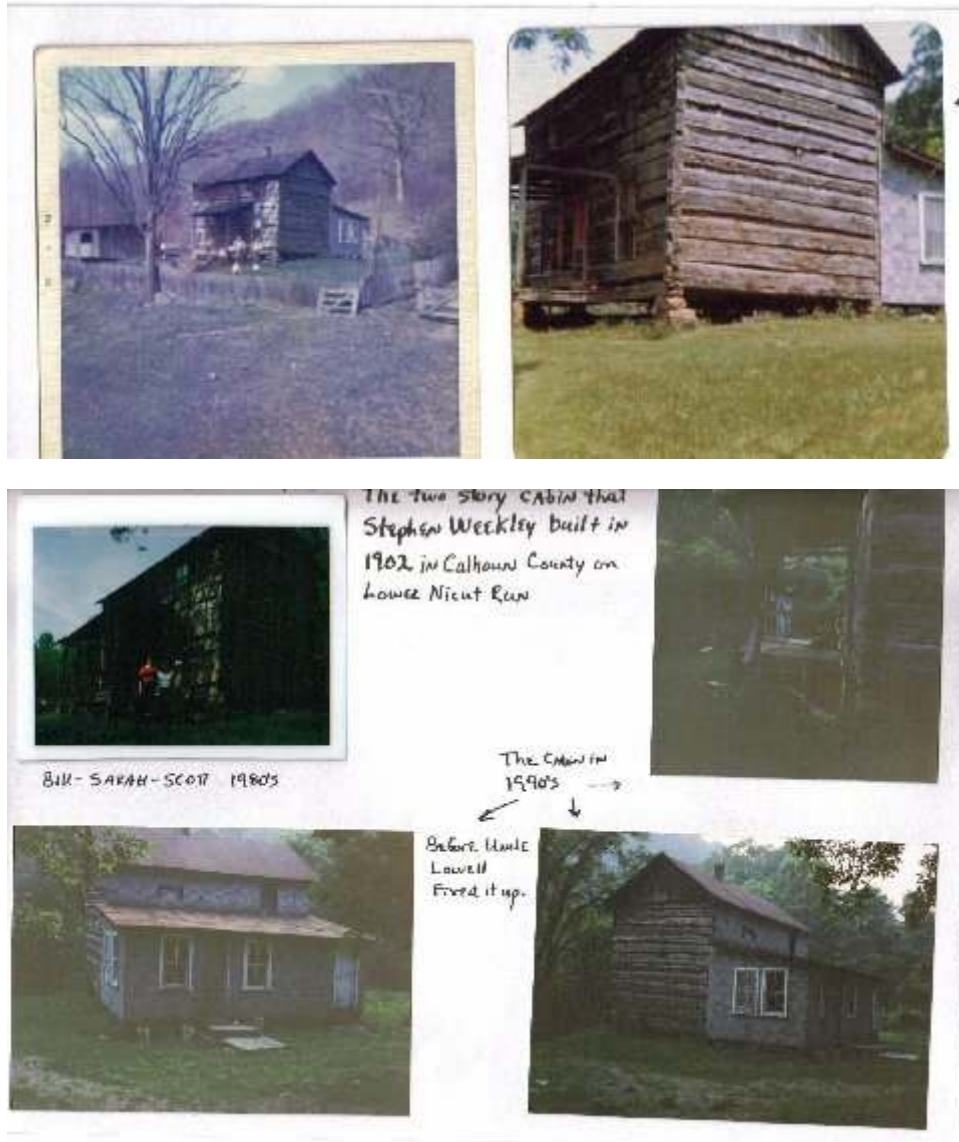 The two story CABIN that
Stephen Weekley built in
1902 in Calhoun County on
Lower Nicut Run
Bill - SARAH - SCOTT 1980's
The CABIN in
1990's
Before Uncle
Lowell
Fixed it up.